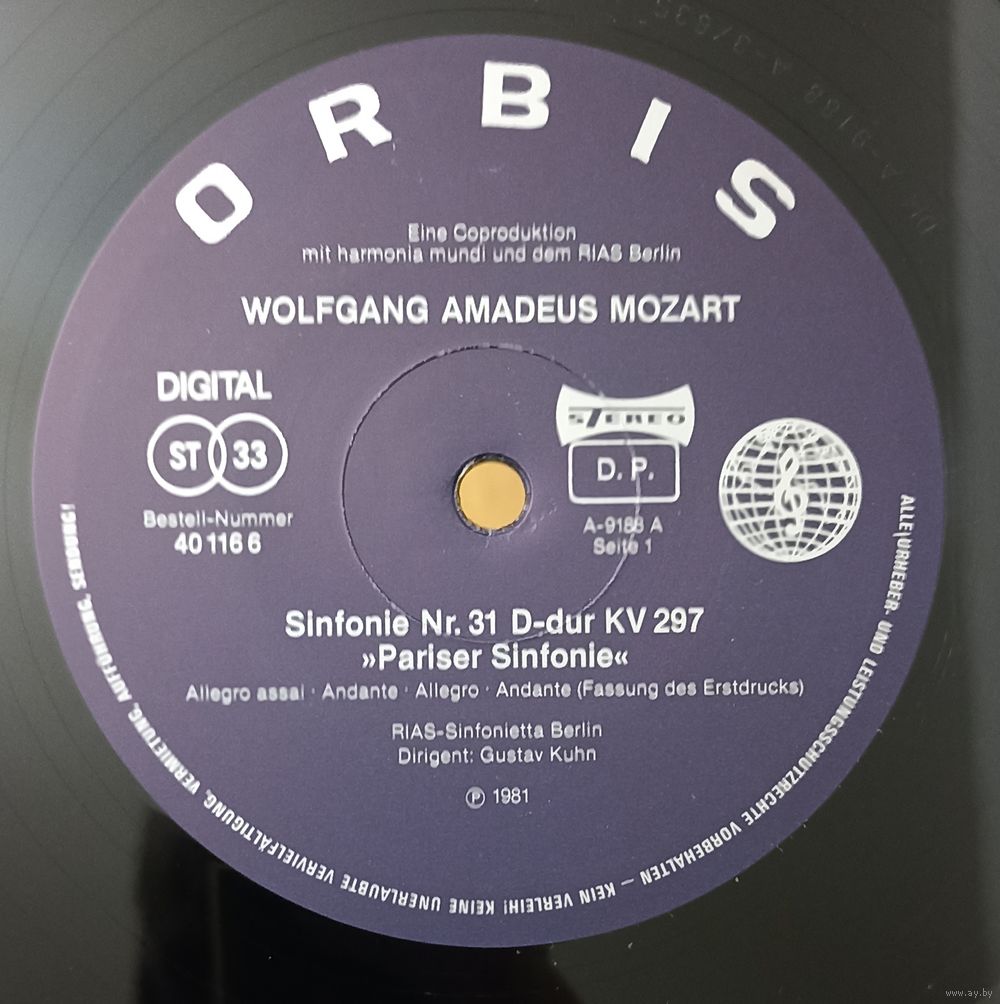 ORBIS
Eine Coproduktion
mit harmonia mundi und dem RIAS Berlin
WOLFGANG AMADEUS MOZART
DIGITAL
ST 33
Bestell-Nummer
40 116 6
STEREO
D. P.
A-9188 A
Seite 1
Sinfonie Nr. 31 D-dur KV 297
»Pariser Sinfonie«
Allegro assai · Andante · Allegro · Andante (Fassung des Erstdrucks)
RIAS-Sinfonietta Berlin
Dirigent: Gustav Kuhn
Ⓟ 1981
ALLE URHEBER- UND LEISTUNGSSCHUTZRECHTE VORBEHALTEN – KEIN VERLEIH! KEINE UNERLAUBTE VERVIELFÄLTIGUNG, VERMIETUNG, AUFFÜHRUNG, SENDUNG!
www.ay.by